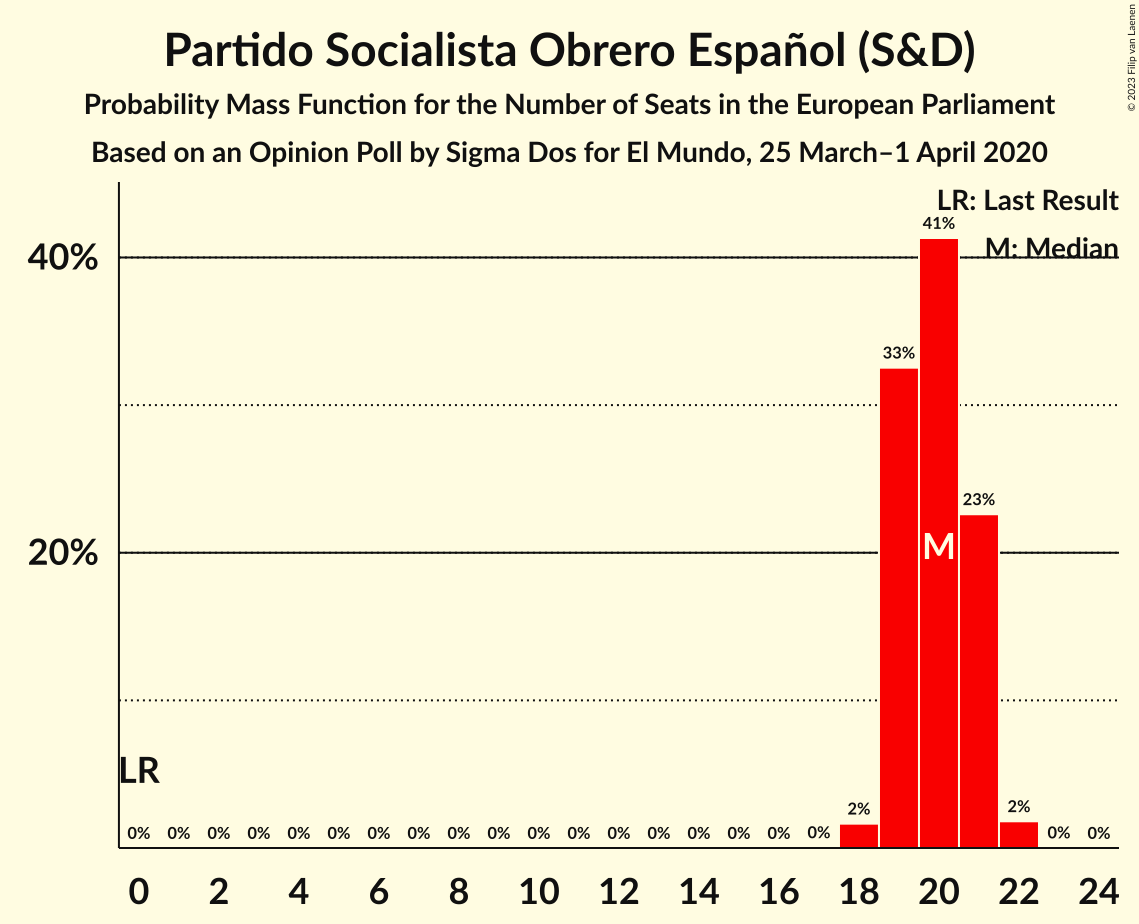 Partido Socialista Obrero Español (S&D)
Probability Mass Function for the Number of Seats in the European Parliament
Based on an Opinion Poll by Sigma Dos for El Mundo, 25 March–1 April 2020
© 2023 Filip van Laenen
LR: Last Result
M: Median
40%
20%
41%
33%
23%
M
LR
0% 0% 0% 0% 0% 0% 0% 0% 0% 0% 0% 0% 0% 0% 0% 0% 0% 0% 2% 2% 0% 0%
0 2 4 6 8 10 12 14 16 18 20 22 24